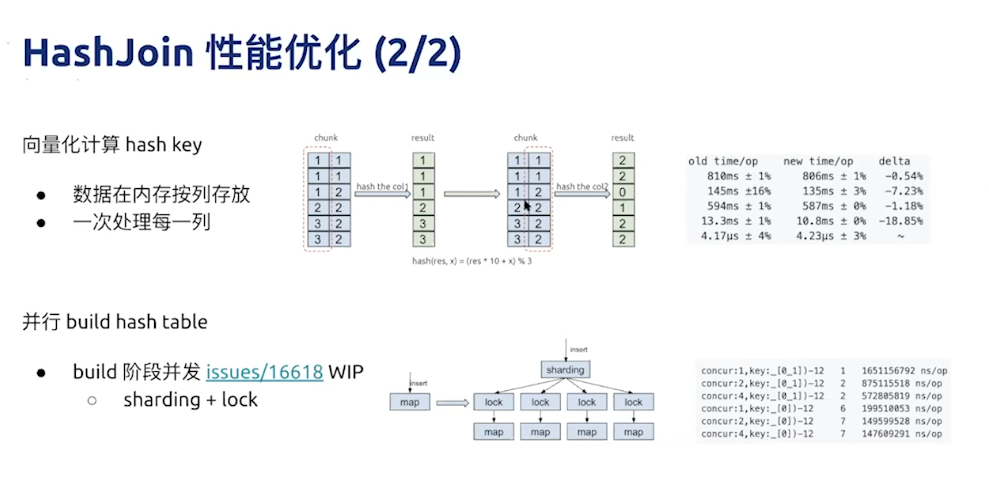 HashJoin 性能优化 (2/2)
向量化计算 hash key
● 数据在内存按列存放
● 一次处理每一列
chunk result chunk result
1 1 1 1 1 2
1 1 1 1 1 2
1 1 1 1 2 0
2 2 2 2 2 1
3 2 3 3 2 2
3 2 3 3 2 2
hash the col1
hash the col2
hash(res, x) = (res * 10 + x) % 3
old time/op new time/op delta
810ms ± 1% 806ms ± 1% -0.54%
145ms ±16% 135ms ± 3% -7.23%
594ms ± 1% 587ms ± 0% -1.18%
13.3ms ± 1% 10.8ms ± 0% -18.85%
4.17µs ± 4% 4.23µs ± 3% ~
并行 build hash table
● build 阶段并发 issues/16618 WIP
○ sharding + lock
insert
map
insert
sharding
lock lock lock lock
map map map map
concur:1,key:_[0_1])-12 1 1651156792 ns/op
concur:2,key:_[0_1])-12 2 875115518 ns/op
concur:4,key:_[0_1])-12 2 572805819 ns/op
concur:1,key:_[0])-12 6 199510053 ns/op
concur:2,key:_[0])-12 7 149599528 ns/op
concur:4,key:_[0])-12 7 147609291 ns/op